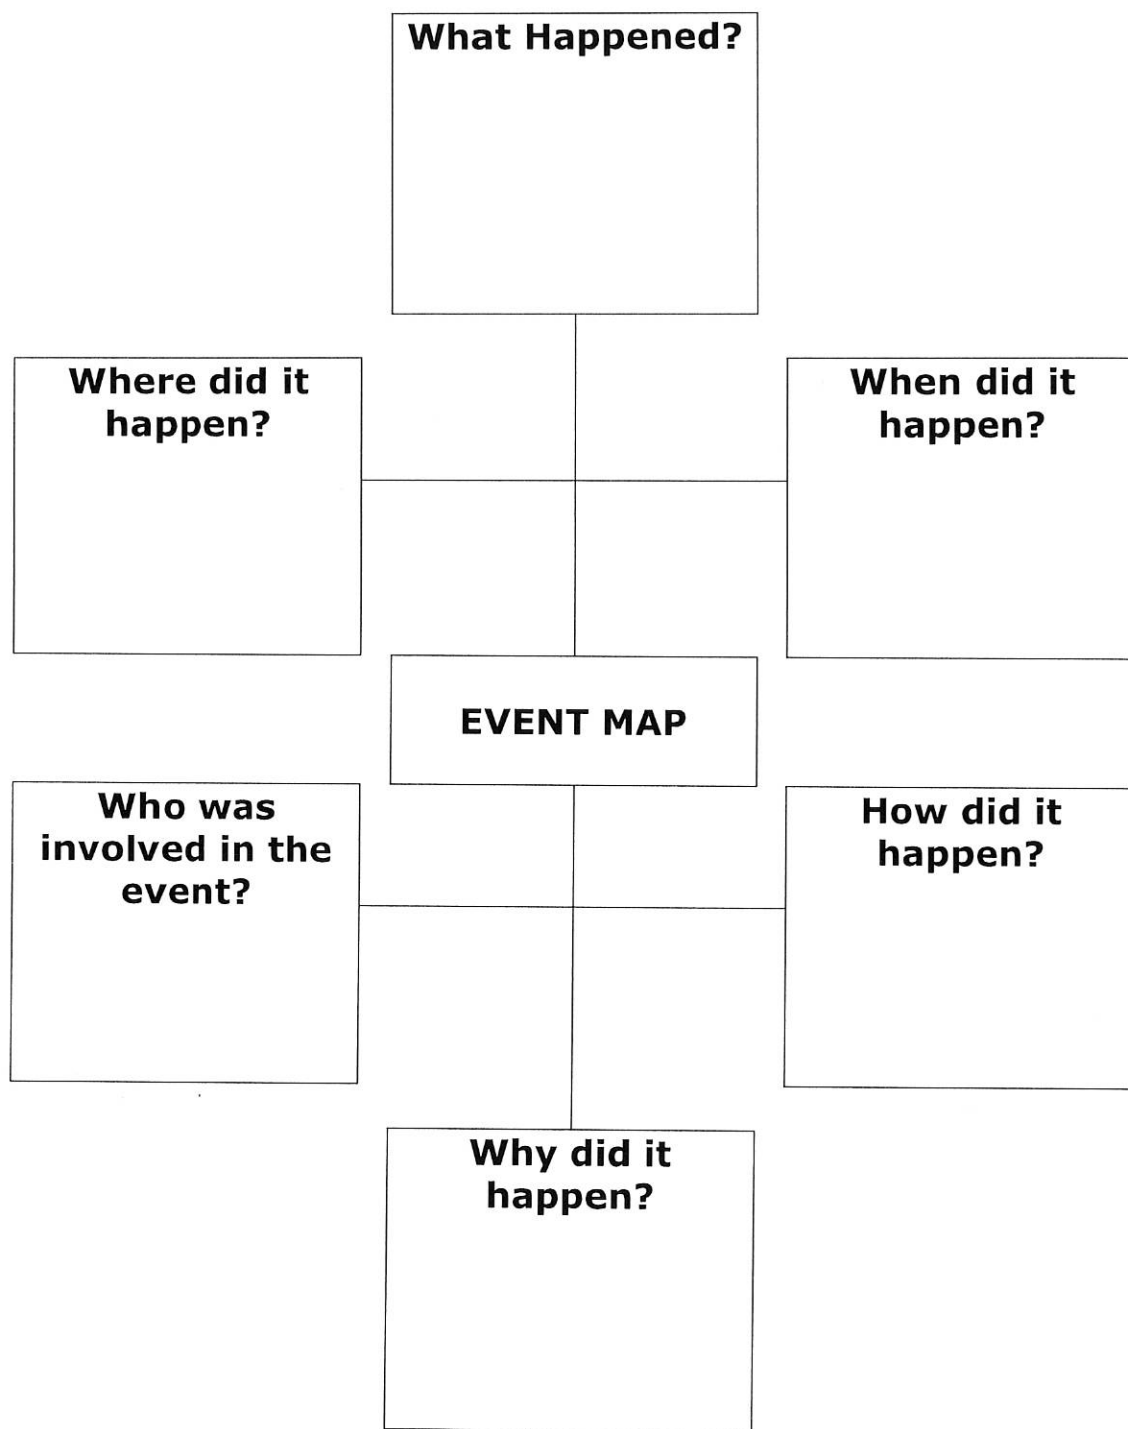 What Happened?
Where did it
happen?
When did it
happen?
EVENT MAP
Who was
involved in the
event?
How did it
happen?
Why did it
happen?